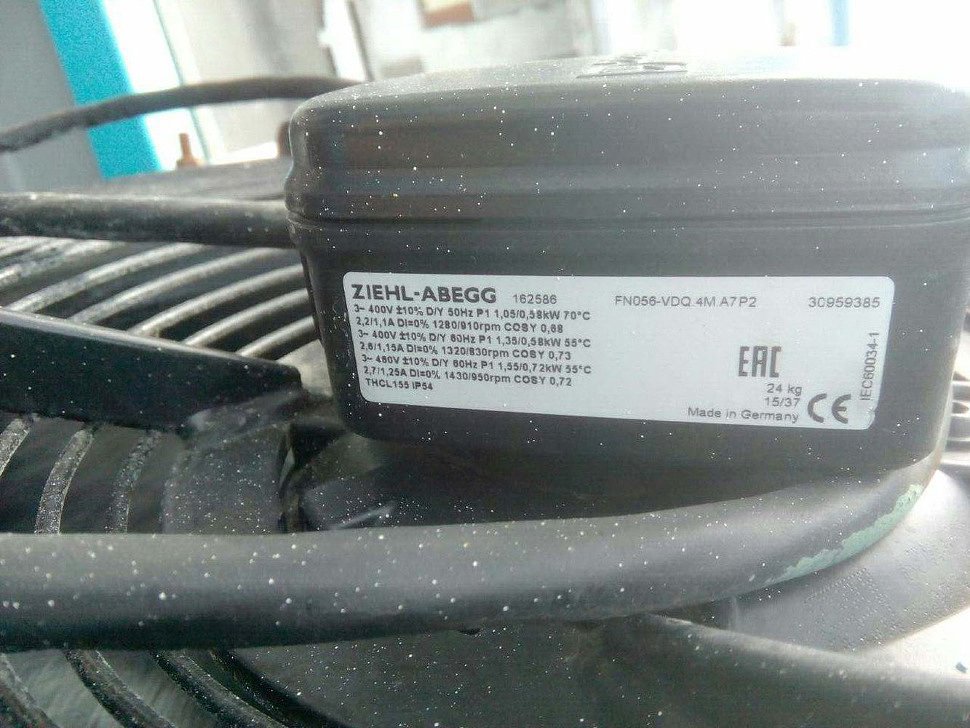 ZIEHL-ABEGG 162586 FN056-VDQ.4M.A7P2 30959385
3~ 400V ±10% D/Y 50Hz P1 1,05/0,58kW 70°C
2,2/1,1A DI=0% 1280/910rpm COSY 0,68
3~ 400V ±10% D/Y 60Hz P1 1,35/0,58kW 55°C
2,6/1,15A DI=0% 1320/830rpm COSY 0,73
3~ 460V ±10% D/Y 60Hz P1 1,55/0,72kW 55°C
2,7/1,25A DI=0% 1430/950rpm COSY 0,72
THCL155 IP54
EAC
24 kg
15/37
Made in Germany CE
IEC60034-1